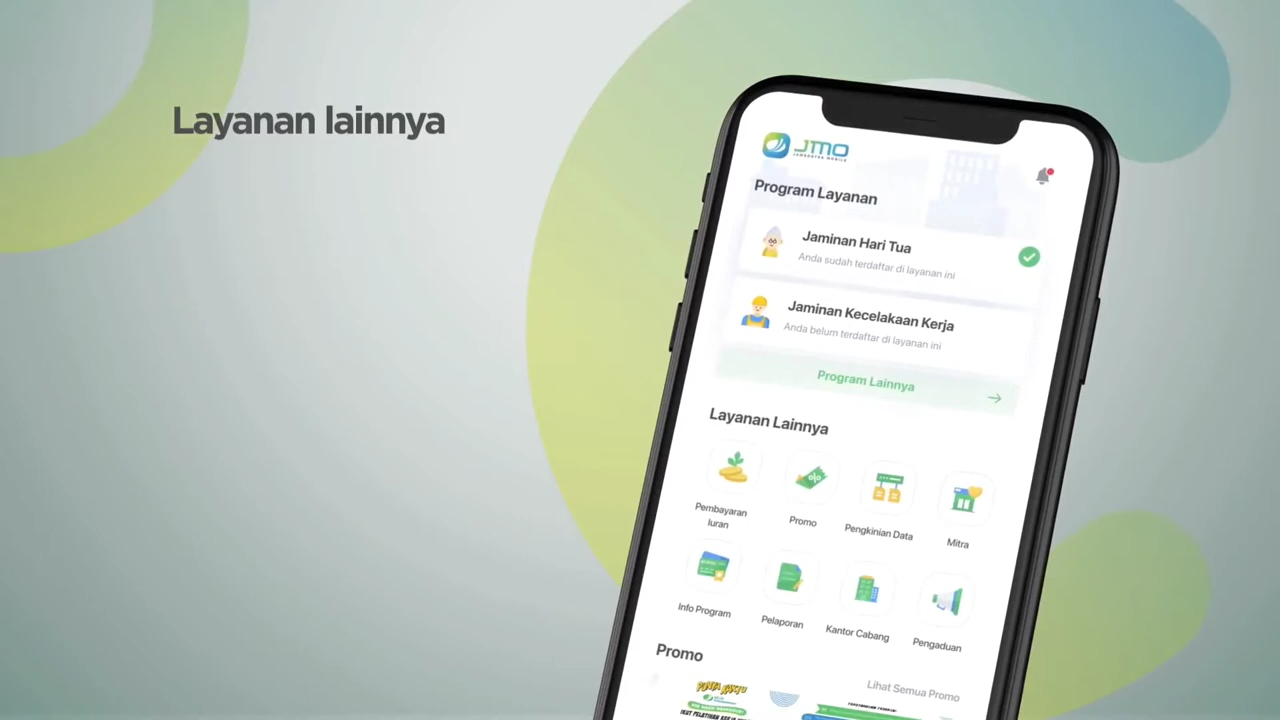 Layanan lainnya
JMO
JAMSOSTEK MOBILE
Program Layanan
Jaminan Hari Tua
Anda sudah terdaftar di layanan ini
Jaminan Kecelakaan Kerja
Anda belum terdaftar di layanan ini
Program Lainnya
Layanan Lainnya
Pembayaran
Iuran
Promo
Pengkinian Data
Mitra
Info Program
Pelaporan
Kantor Cabang
Pengaduan
Promo
Lihat Semua Promo